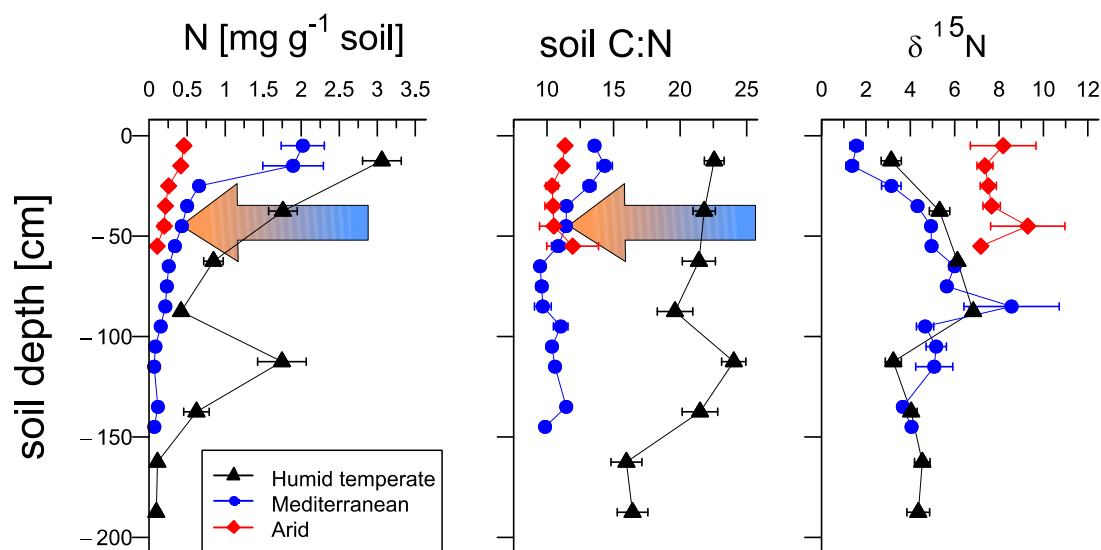 N [mg g-1 soil]
soil C:N
δ 15N
0 0.5 1 1.5 2 2.5 3 3.5
10 15 20 25
0 2 4 6 8 10 12
0
−50
−100
−150
−200
soil depth [cm]
Humid temperate
Mediterranean
Arid